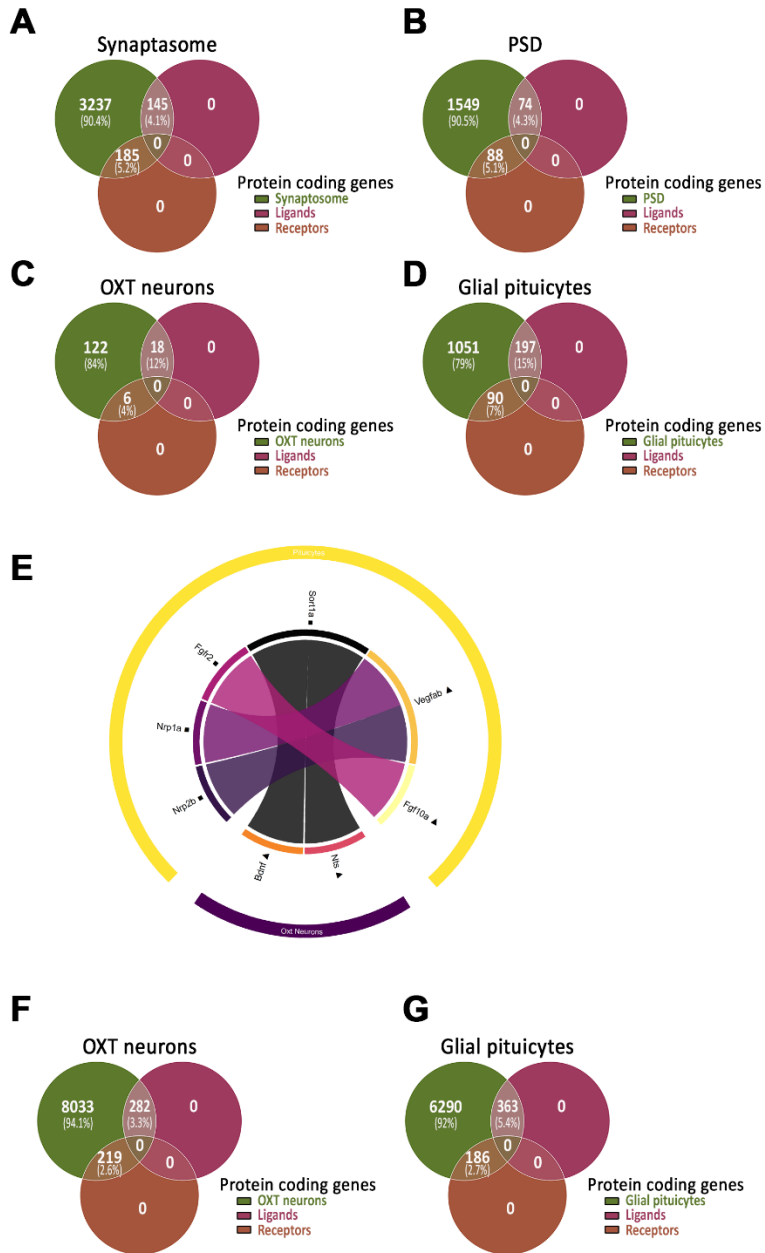 A
Synaptasome
3237
(90.4%)
145
(4.1%)
0
0
185
(5.2%)
0
0
Protein coding genes
Synaptosome
Ligands
Receptors
B
PSD
1549
(90.5%)
74
(4.3%)
0
0
88
(5.1%)
0
0
Protein coding genes
PSD
Ligands
Receptors
C
OXT neurons
122
(84%)
18
(12%)
0
0
6
(4%)
0
0
Protein coding genes
OXT neurons
Ligands
Receptors
D
Glial pituicytes
1051
(79%)
197
(15%)
0
0
90
(7%)
0
0
Protein coding genes
Glial pituicytes
Ligands
Receptors
E
Pituicytes
Sort1a ■
Fgfr2 ■
Vegfab ▲
Nrp1a ■
Nrp2b ■
Fgf10a ▲
Bdnf ▲
Nts ▲
Oxt Neurons
F
OXT neurons
8033
(94.1%)
282
(3.3%)
0
0
219
(2.6%)
0
0
Protein coding genes
OXT neurons
Ligands
Receptors
G
Glial pituicytes
6290
(92%)
363
(5.4%)
0
0
186
(2.7%)
0
0
Protein coding genes
Glial pituicytes
Ligands
Receptors